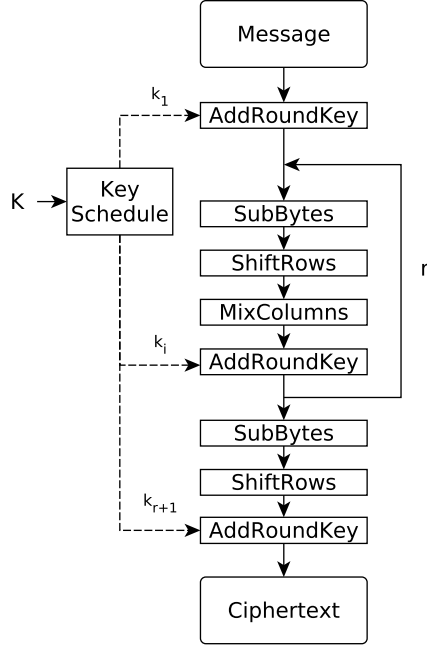 Message
k1
AddRoundKey
K
Key
Schedule
SubBytes
ShiftRows
MixColumns
ki
AddRoundKey
SubBytes
ShiftRows
kr+1
AddRoundKey
Ciphertext